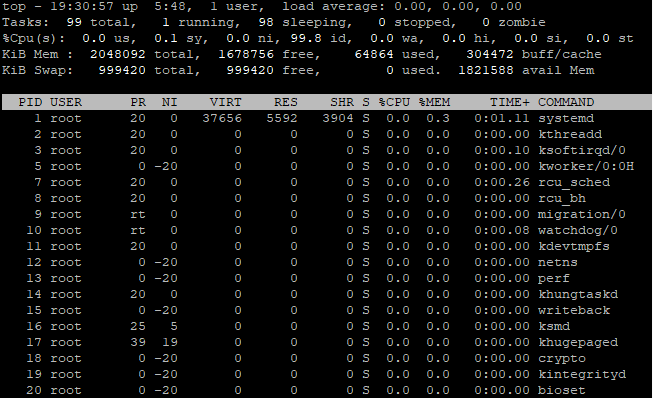 top - 19:30:57 up  5:48,  1 user,  load average: 0.00, 0.00, 0.00
Tasks:  99 total,   1 running,  98 sleeping,   0 stopped,   0 zombie
%Cpu(s):  0.0 us,  0.1 sy,  0.0 ni, 99.8 id,  0.0 wa,  0.0 hi,  0.0 si,  0.0 st
KiB Mem :  2048092 total,  1678756 free,    64864 used,   304472 buff/cache
KiB Swap:   999420 total,   999420 free,        0 used.  1821588 avail Mem
PID USER      PR  NI    VIRT    RES    SHR S %CPU %MEM     TIME+ COMMAND
1 root      20   0   37656   5592   3904 S  0.0  0.3   0:01.11 systemd
2 root      20   0       0      0      0 S  0.0  0.0   0:00.00 kthreadd
3 root      20   0       0      0      0 S  0.0  0.0   0:00.10 ksoftirqd/0
5 root       0 -20       0      0      0 S  0.0  0.0   0:00.00 kworker/0:0H
7 root      20   0       0      0      0 S  0.0  0.0   0:00.26 rcu_sched
8 root      20   0       0      0      0 S  0.0  0.0   0:00.00 rcu_bh
9 root      rt   0       0      0      0 S  0.0  0.0   0:00.00 migration/0
10 root      rt   0       0      0      0 S  0.0  0.0   0:00.08 watchdog/0
11 root      20   0       0      0      0 S  0.0  0.0   0:00.00 kdevtmpfs
12 root       0 -20       0      0      0 S  0.0  0.0   0:00.00 netns
13 root       0 -20       0      0      0 S  0.0  0.0   0:00.00 perf
14 root      20   0       0      0      0 S  0.0  0.0   0:00.00 khungtaskd
15 root       0 -20       0      0      0 S  0.0  0.0   0:00.00 writeback
16 root      25   5       0      0      0 S  0.0  0.0   0:00.00 ksmd
17 root      39  19       0      0      0 S  0.0  0.0   0:00.00 khugepaged
18 root       0 -20       0      0      0 S  0.0  0.0   0:00.00 crypto
19 root       0 -20       0      0      0 S  0.0  0.0   0:00.00 kintegrityd
20 root       0 -20       0      0      0 S  0.0  0.0   0:00.00 bioset